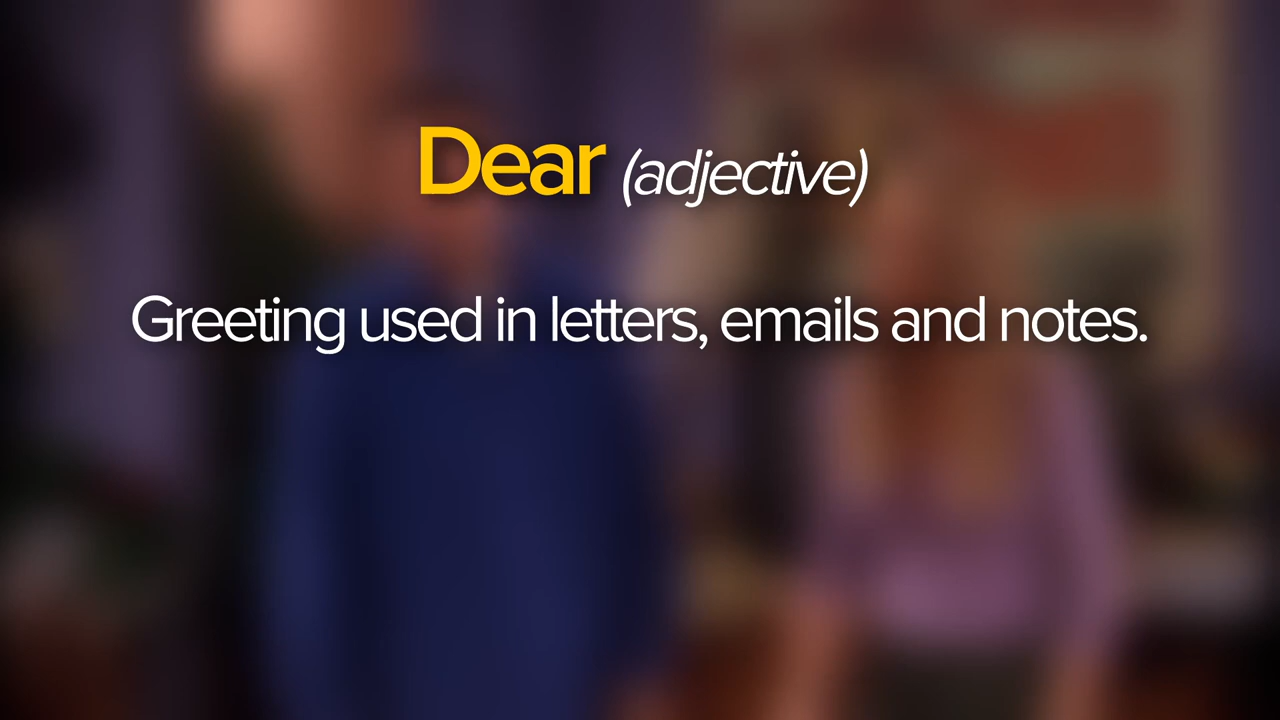 Dear (adjective)
Greeting used in letters, emails and notes.